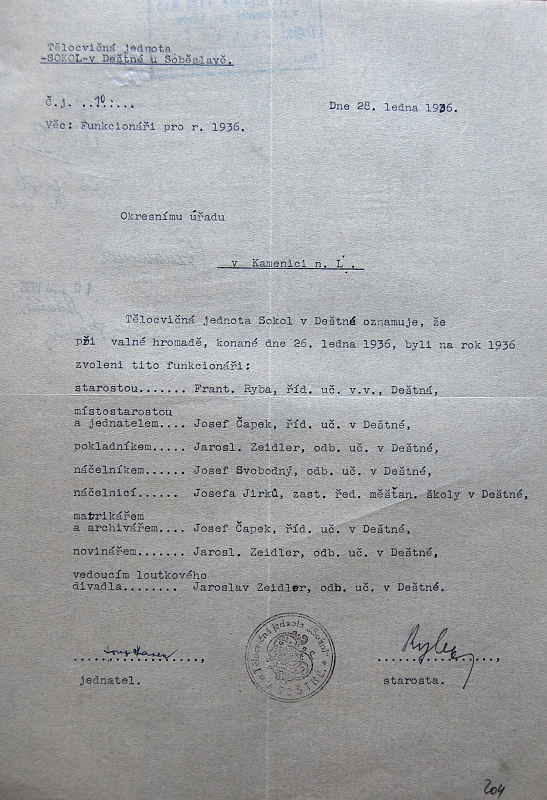 Tělocvičná jednota
-SOKOL-v Deštné u Soběslavě.
č.j. ..10:...
Dne 28. ledna 1936.
Věc: Funkcionáři pro r. 1936.
Okresnímu úřadu
v Kamenici n. L.
Tělocvičná jednota Sokol v Deštné oznamuje, že
při valné hromadě, konané dne 26. ledna 1936, byli na rok 1936
zvoleni tito funkcionáři:
starostou....... Frant. Ryba, říd. uč. v.v., Deštná,
místostarostou
a jednatelem.... Josef Čapek, říd. uč. v Deštné,
pokladníkem..... Jarosl. Zeidler, odb. uč. v Deštné,
náčelníkem...... Josef Svobodný, odb. uč. v Deštné,
náčelnicí...... Josefa Jirků, zast. řed. měšťan. školy v Deštné,
matrikářem
a archivářem.... Josef Čapek, říd. uč. v Deštné,
novinářem....... Jarosl. Zeidler, odb. uč. v Deštné,
vedoucím loutkového
divadla........ Jaroslav Zeidler, odb. uč. v Deštné.
Tělocvičná jednota „Sokol"
v DEŠTNÉ.
jednatel.
starosta.
204